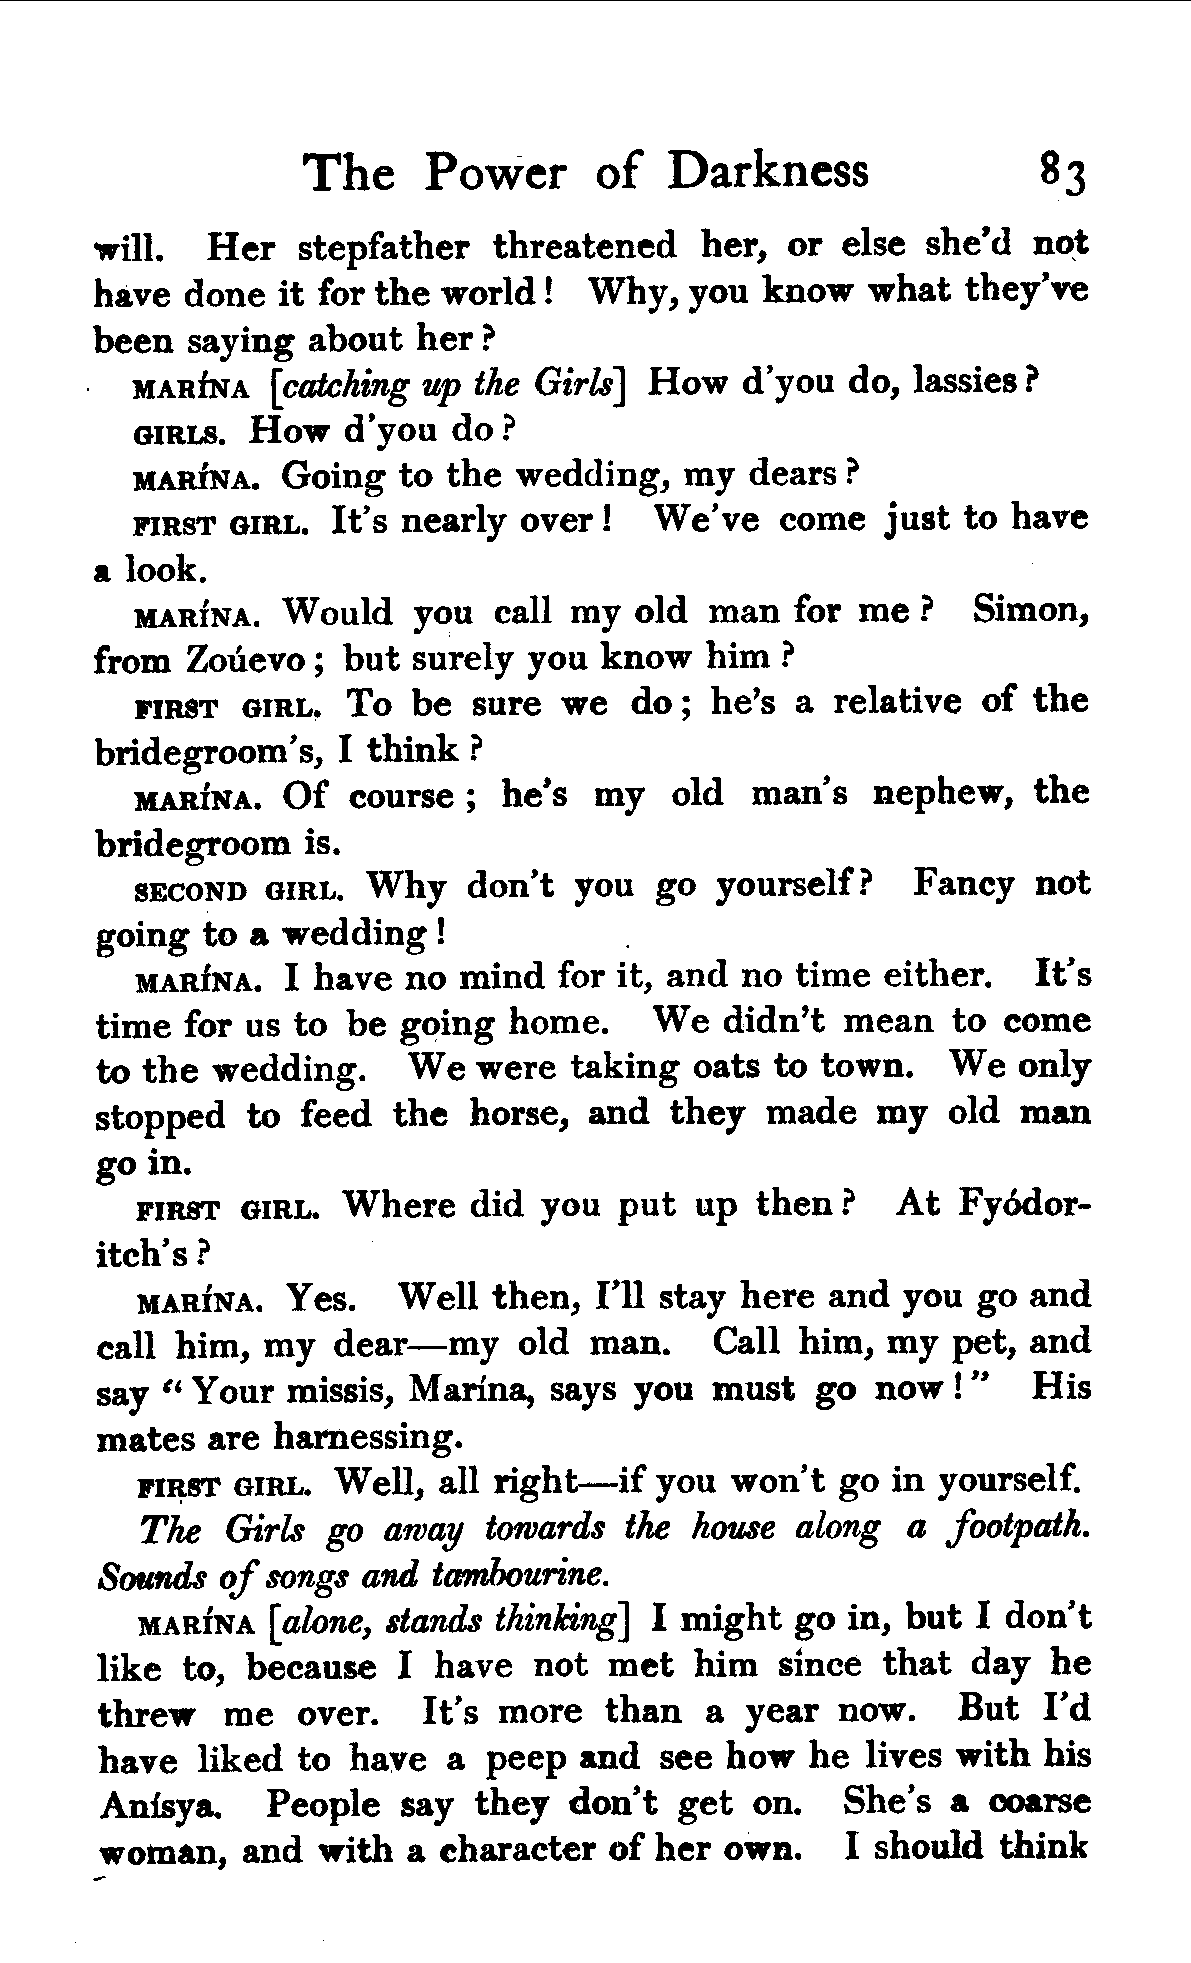 The Power of Darkness 83
will. Her stepfather threatened her, or else she'd not
have done it for the world! Why, you know what they've
been saying about her?
MARÍNA [catching up the Girls] How d'you do, lassies?
GIRLS. How d'you do?
MARÍNA. Going to the wedding, my dears?
FIRST GIRL. It's nearly over! We've come just to have
a look.
MARÍNA. Would you call my old man for me? Simon,
from Zoúevo; but surely you know him?
FIRST GIRL. To be sure we do; he's a relative of the
bridegroom's, I think?
MARÍNA. Of course; he's my old man's nephew, the
bridegroom is.
SECOND GIRL. Why don't you go yourself? Fancy not
going to a wedding!
MARÍNA. I have no mind for it, and no time either. It's
time for us to be going home. We didn't mean to come
to the wedding. We were taking oats to town. We only
stopped to feed the horse, and they made my old man
go in.
FIRST GIRL. Where did you put up then? At Fyódor-
itch's?
MARÍNA. Yes. Well then, I'll stay here and you go and
call him, my dear—my old man. Call him, my pet, and
say "Your missis, Marína, says you must go now!" His
mates are harnessing.
FIRST GIRL. Well, all right—if you won't go in yourself.
The Girls go away towards the house along a footpath.
Sounds of songs and tambourine.
MARÍNA [alone, stands thinking] I might go in, but I don't
like to, because I have not met him since that day he
threw me over. It's more than a year now. But I'd
have liked to have a peep and see how he lives with his
Anísya. People say they don't get on. She's a coarse
woman, and with a character of her own. I should think